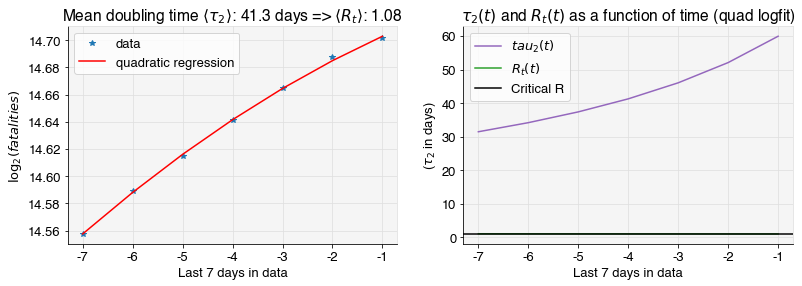 Mean doubling time ⟨τ₂⟩: 41.3 days => ⟨Rₜ⟩: 1.08
data
quadratic regression
log₂(fatalities)
14.70
14.68
14.66
14.64
14.62
14.60
14.58
14.56
-7 -6 -5 -4 -3 -2 -1
Last 7 days in data
τ₂(t) and Rₜ(t) as a function of time (quad logfit)
tau₂(t)
Rₜ(t)
Critical R
(τ₂ in days)
60
50
40
30
20
10
0
-7 -6 -5 -4 -3 -2 -1
Last 7 days in data